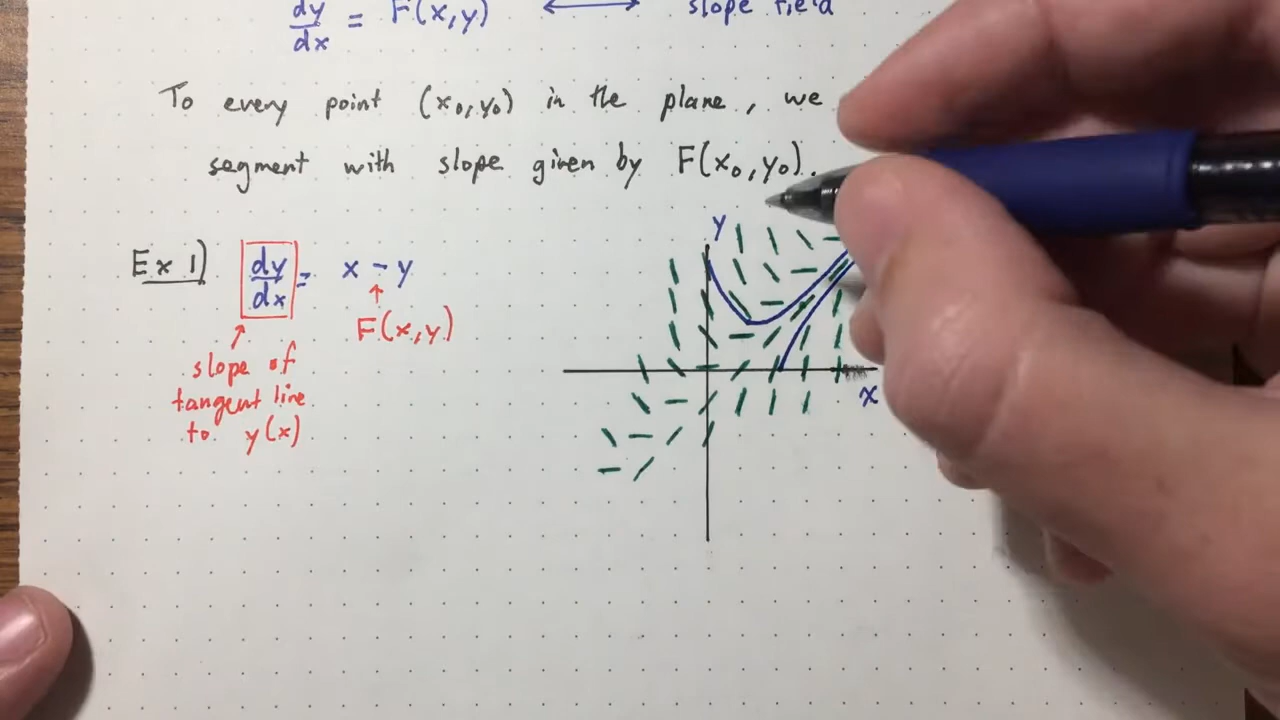 dy/dx = F(x,y) ⟷ slope field
To every point (x₀,y₀) in the plane, we
segment with slope given by F(x₀,y₀).
Ex 1) dy/dx = x - y
↑
F(x,y)
slope of
tangent line
to y(x)
y
x